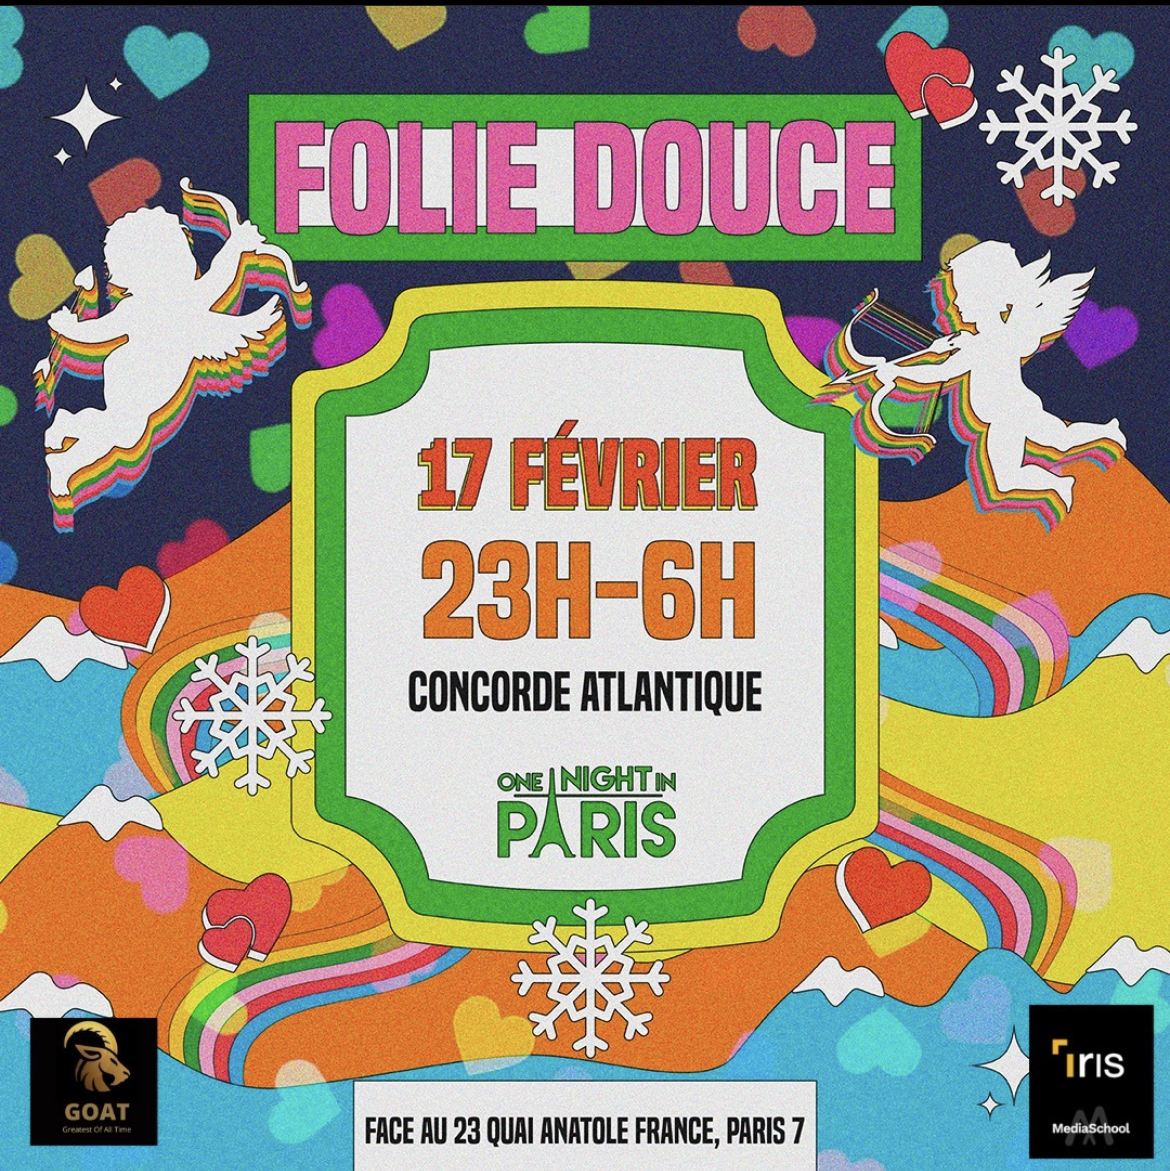 FOLIE DOUCE
17 FÉVRIER
23H-6H
CONCORDE ATLANTIQUE
ONE NIGHT IN
PARIS
GOAT
Greatest Of All Time
iris
MediaSchool
FACE AU 23 QUAI ANATOLE FRANCE, PARIS 7